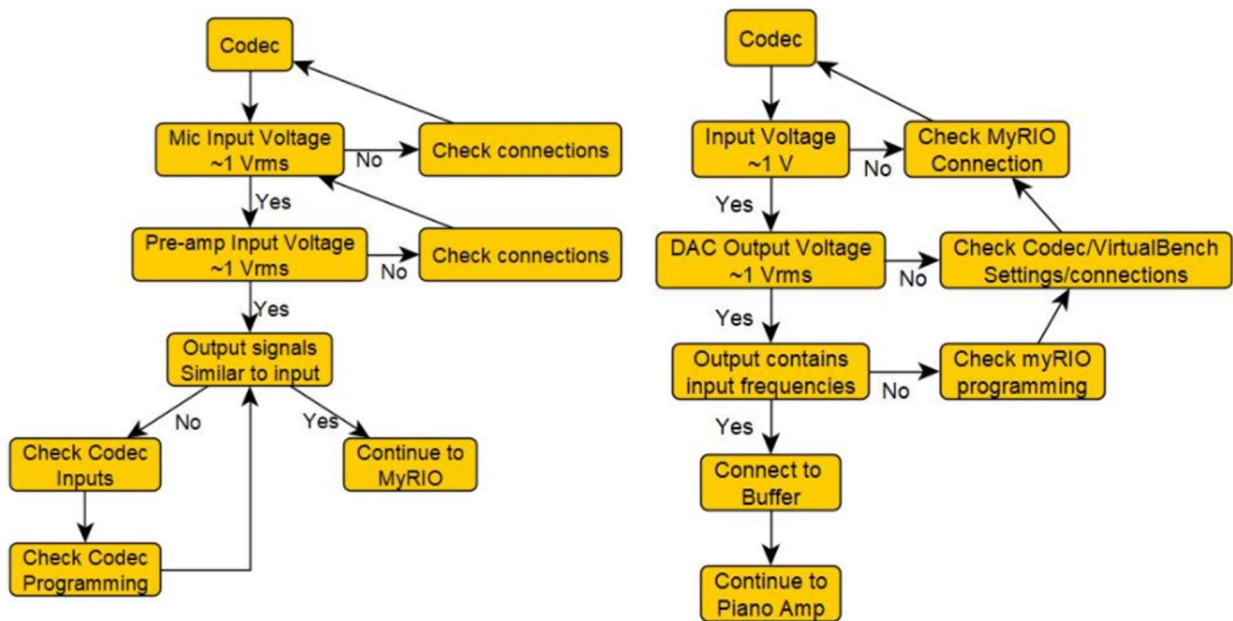 Codec
Mic Input Voltage
~1 Vrms
No
Check connections
Yes
Pre-amp Input Voltage
~1 Vrms
No
Check connections
Yes
Output signals
Similar to input
No
Yes
Check Codec
Inputs
Continue to
MyRIO
Check Codec
Programming
Codec
Input Voltage
~1 V
No
Check MyRIO
Connection
Yes
DAC Output Voltage
~1 Vrms
No
Check Codec/VirtualBench
Settings/connections
Yes
Output contains
input frequencies
No
Check myRIO
programming
Yes
Connect to
Buffer
Continue to
Piano Amp